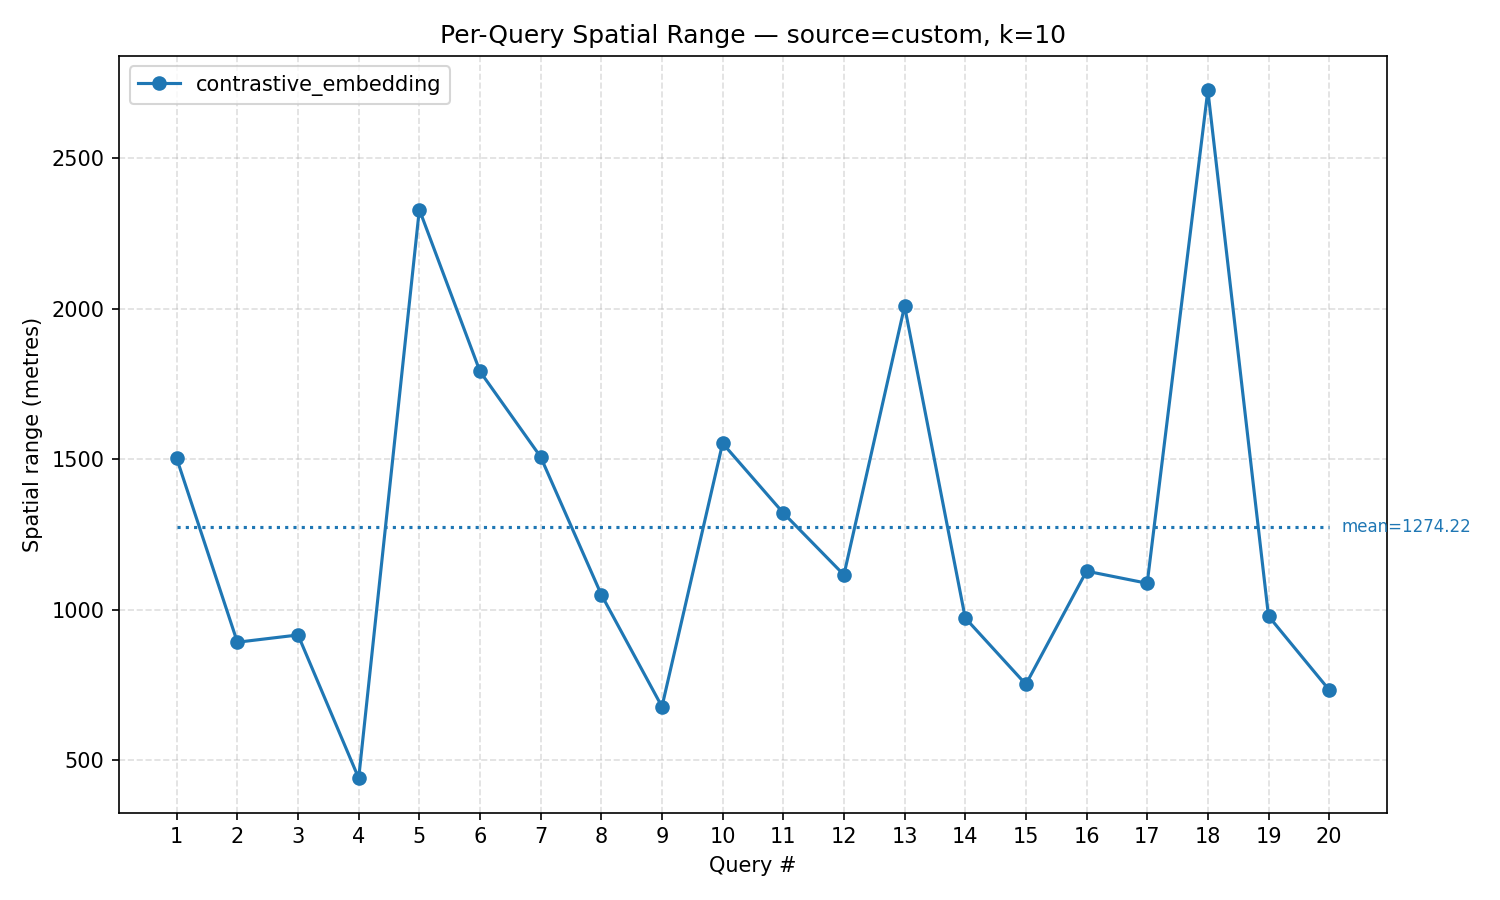 Per-Query Spatial Range — source=custom, k=10
contrastive_embedding
Spatial range (metres)
2500
2000
1500
1000
500
mean=1274.22
1 2 3 4 5 6 7 8 9 10 11 12 13 14 15 16 17 18 19 20
Query #